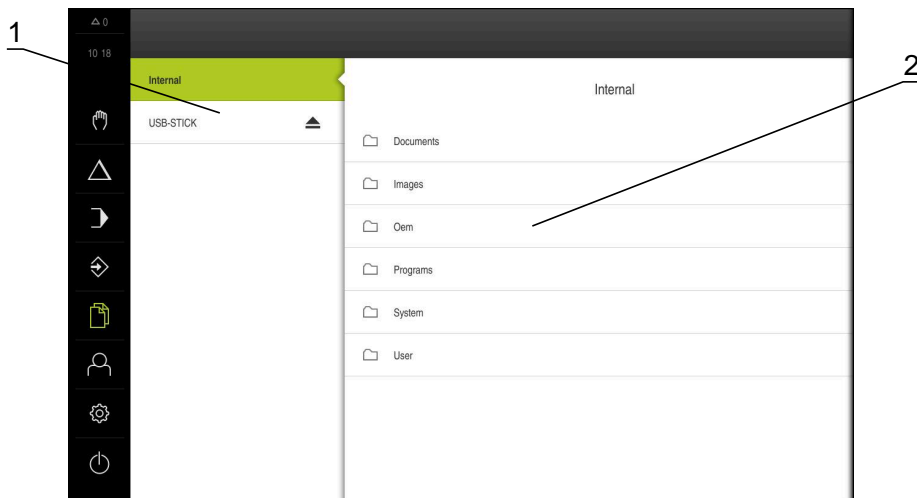 1
△ 0
10 18
2
Internal
USB-STICK
Internal
Documents
Images
Oem
Programs
System
User